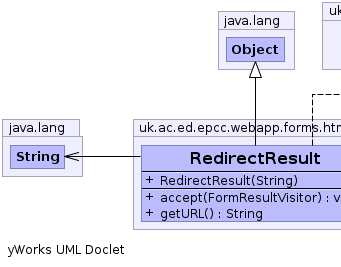 java.lang
uk
Object
java.lang
uk.ac.ed.epcc.webapp.forms.htm
String
RedirectResult
+ RedirectResult(String)
+ accept(FormResultVisitor) : v
+ getURL() : String
yWorks UML Doclet